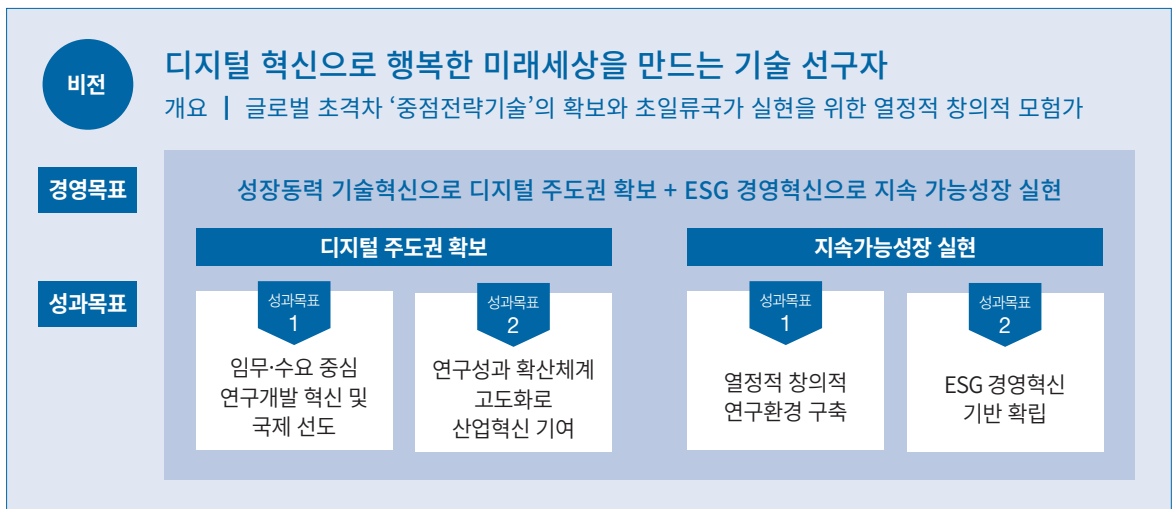 비전
디지털 혁신으로 행복한 미래세상을 만드는 기술 선구자
개요 | 글로벌 초격차 ‘중점전략기술’의 확보와 초일류국가 실현을 위한 열정적 창의적 모험가
경영목표
성장동력 기술혁신으로 디지털 주도권 확보 + ESG 경영혁신으로 지속 가능성장 실현
성과목표
디지털 주도권 확보
성과목표
1
임무·수요 중심
연구개발 혁신 및
국제 선도
성과목표
2
연구성과 확산체계
고도화로
산업혁신 기여
지속가능성장 실현
성과목표
1
열정적 창의적
연구환경 구축
성과목표
2
ESG 경영혁신
기반 확립